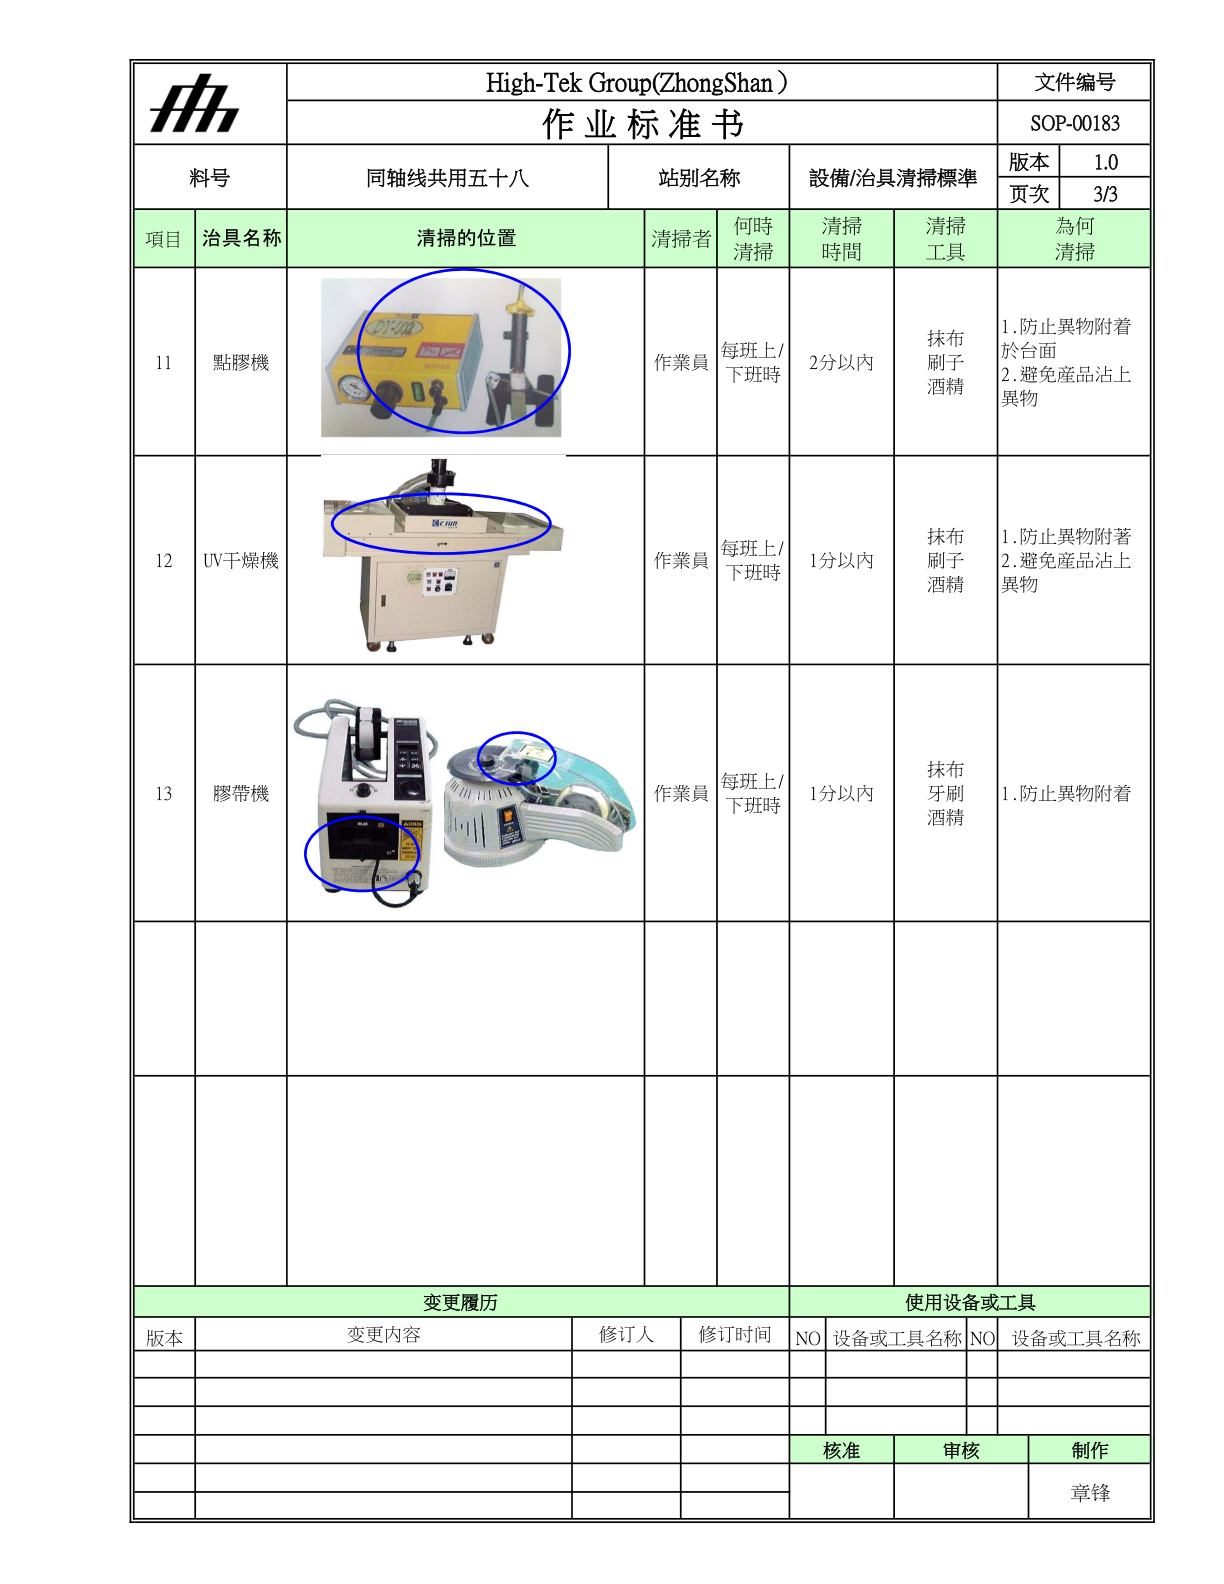 High-Tek Group(ZhongShan）
文件编号
作业标准书
SOP-00183
料号
同轴线共用五十八
站别名称
設備/治具清掃標準
版本
1.0
页次
3/3
項目
治具名称
清掃的位置
清掃者
何時
清掃
清掃
時間
清掃
工具
為何
清掃
11
點膠機
DY-112
作業員
每班上/
下班時
2分以內
抹布
刷子
酒精
1.防止異物附着
於台面
2.避免産品沾上
異物
12
UV干燥機
C SUN
作業員
每班上/
下班時
1分以內
抹布
刷子
酒精
1.防止異物附著
2.避免産品沾上
異物
13
膠帶機
作業員
每班上/
下班時
1分以內
抹布
牙刷
酒精
1.防止異物附着
变更履历
使用设备或工具
版本
变更内容
修订人
修订时间
NO
设备或工具名称
NO
设备或工具名称
核准
审核
制作
章锋